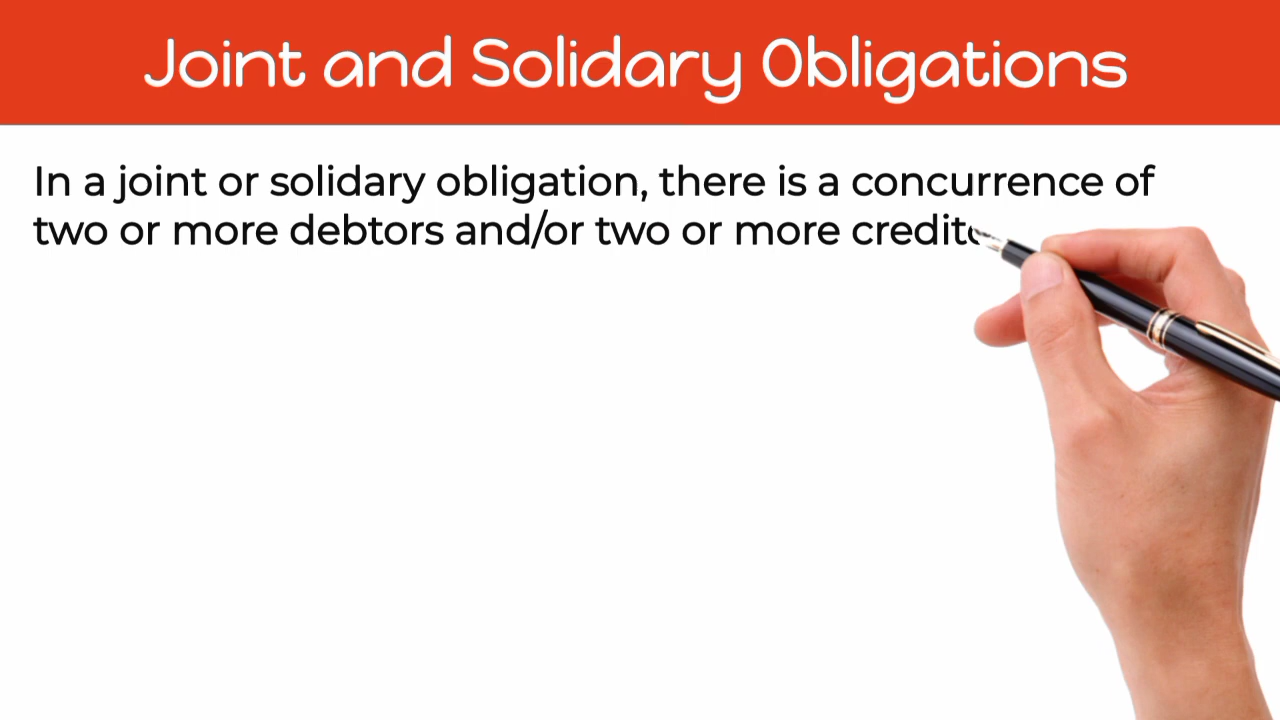 Joint and Solidary Obligations
In a joint or solidary obligation, there is a concurrence of
two or more debtors and/or two or more credito